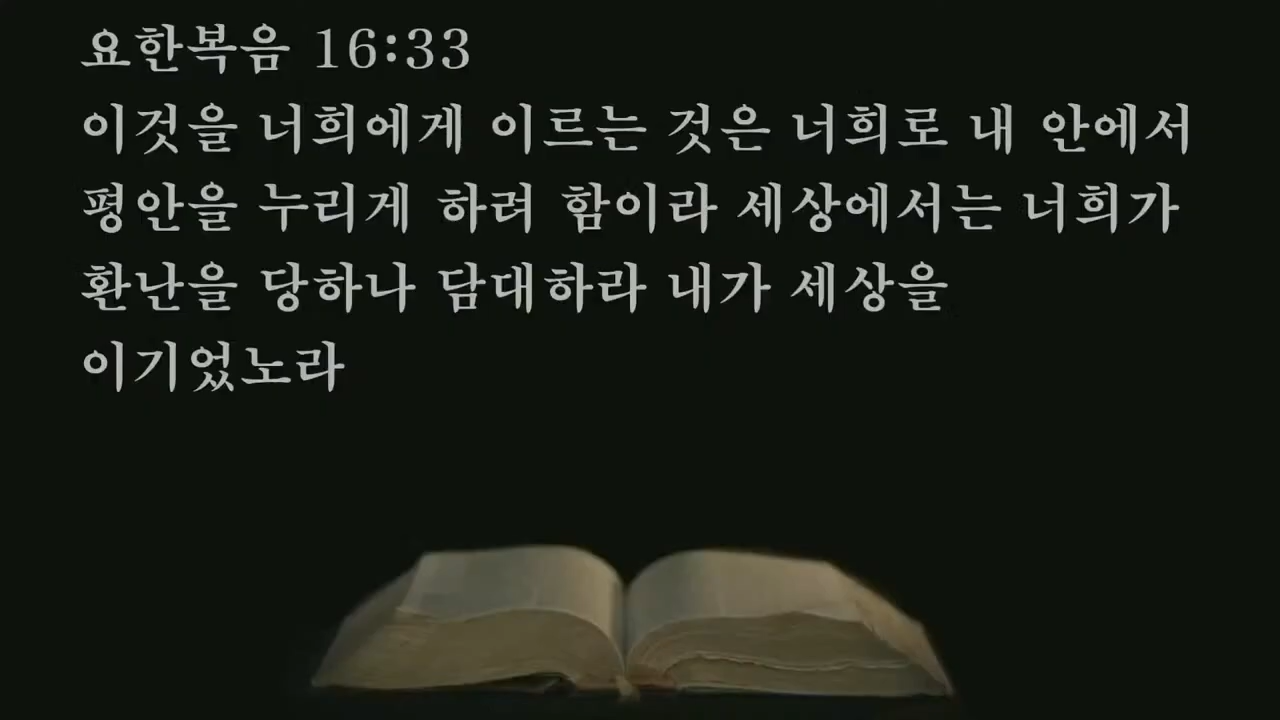 요한복음 16:33
이것을 너희에게 이르는 것은 너희로 내 안에서
평안을 누리게 하려 함이라 세상에서는 너희가
환난을 당하나 담대하라 내가 세상을
이기었노라